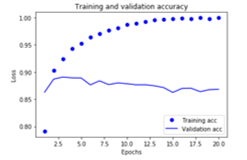 Training and validation accuracy
1.00
0.95
0.90
0.85
0.80
Loss
2.5
5.0
7.5
10.0
12.5
15.0
17.5
20.0
Epochs
Training acc
Validation acc